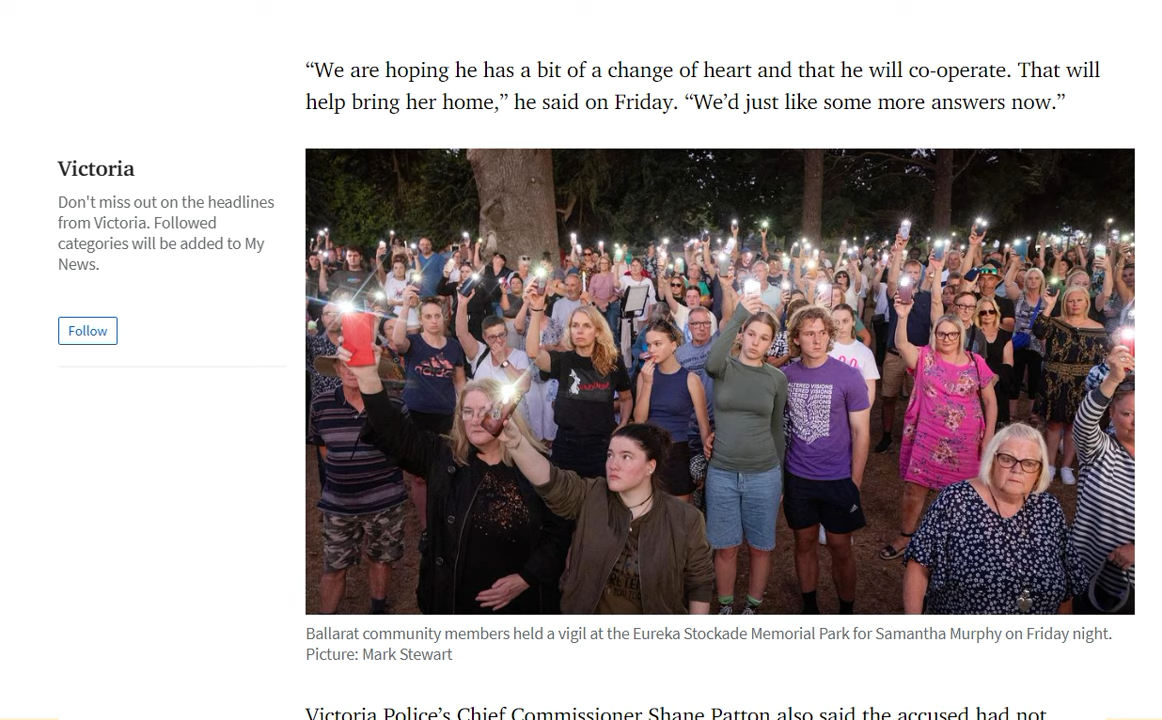 “We are hoping he has a bit of a change of heart and that he will co-operate. That will
help bring her home,” he said on Friday. “We’d just like some more answers now.”
Victoria
Don't miss out on the headlines
from Victoria. Followed
categories will be added to My
News.
Follow
ALTERED VISIONS
Ballarat community members held a vigil at the Eureka Stockade Memorial Park for Samantha Murphy on Friday night.
Picture: Mark Stewart
Victoria Police’s Chief Commissioner Shane Patton also said the accused had not